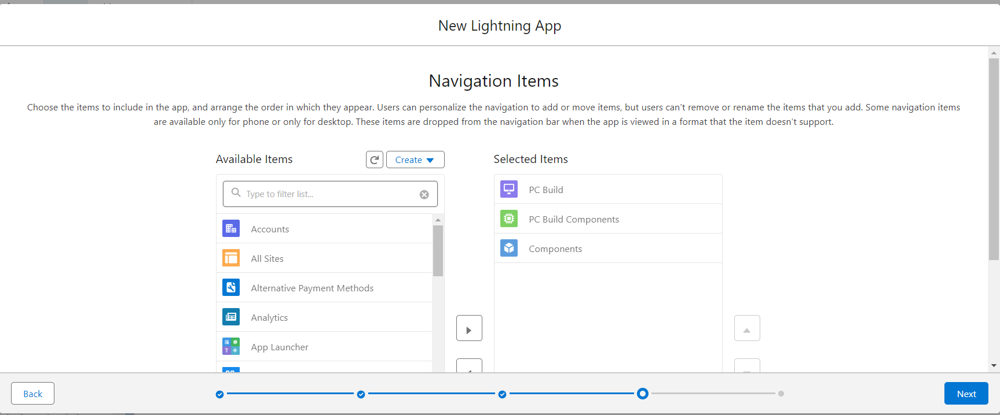 New Lightning App
Navigation Items
Choose the items to include in the app, and arrange the order in which they appear. Users can personalize the navigation to add or move items, but users can't remove or rename the items that you add. Some navigation items
are available only for phone or only for desktop. These items are dropped from the navigation bar when the app is viewed in a format that the item doesn’t support.
Available Items
Create
Selected Items
Type to filter list...
Accounts
All Sites
Alternative Payment Methods
Analytics
App Launcher
PC Build
PC Build Components
Components
Back
Next